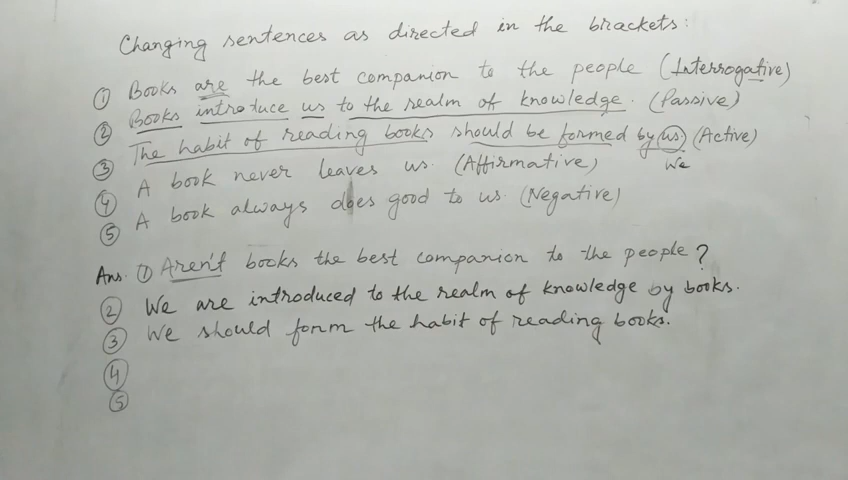 Changing sentences as directed in the brackets:
① Books are the best companion to the people (Interrogative)
② Books introduce us to the realm of knowledge. (Passive)
③ The habit of reading books should be formed by us. (Active)
We
④ A book never leaves us. (Affirmative)
⑤ A book always does good to us. (Negative)
Ans. ① Aren't books the best companion to the people?
② We are introduced to the realm of knowledge by books.
③ We should form the habit of reading books.
④
⑤